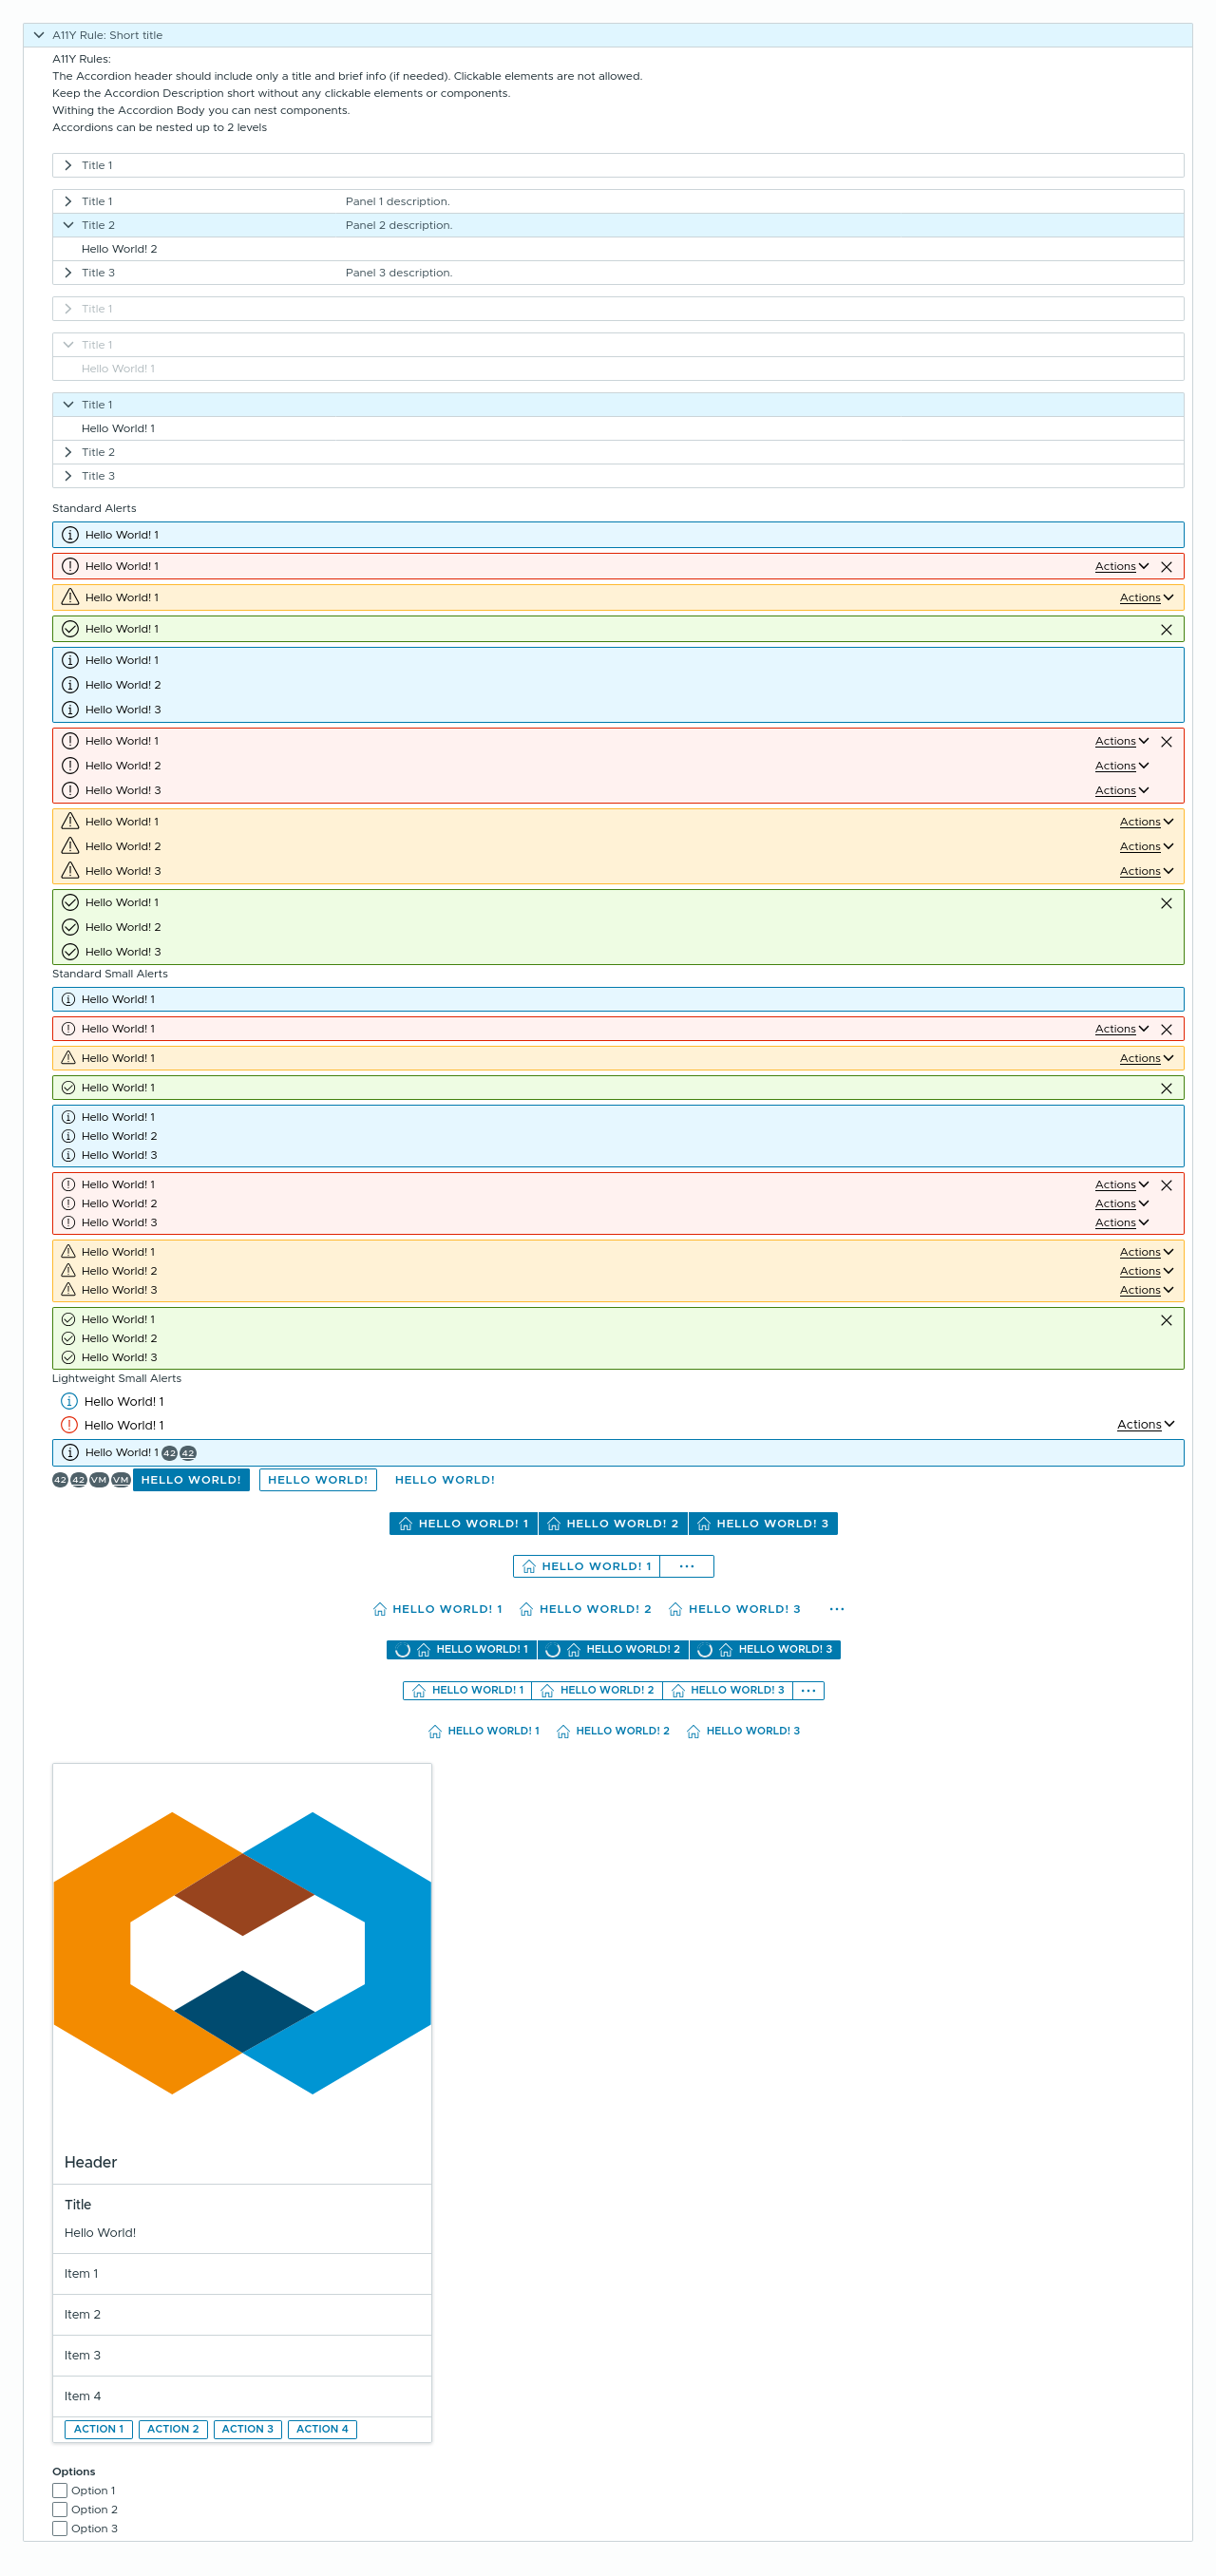 A11Y Rule: Short title
A11Y Rules:
The Accordion header should include only a title and brief info (if needed). Clickable elements are not allowed.
Keep the Accordion Description short without any clickable elements or components.
Withing the Accordion Body you can nest components.
Accordions can be nested up to 2 levels
Title 1
Title 1 Panel 1 description.
Title 2 Panel 2 description.
Hello World! 2
Title 3 Panel 3 description.
Title 1
Title 1
Hello World! 1
Title 1
Hello World! 1
Title 2
Title 3
Standard Alerts
Hello World! 1
Hello World! 1 Actions
Hello World! 1 Actions
Hello World! 1
Hello World! 1
Hello World! 2
Hello World! 3
Hello World! 1 Actions
Hello World! 2 Actions
Hello World! 3 Actions
Hello World! 1 Actions
Hello World! 2 Actions
Hello World! 3 Actions
Hello World! 1
Hello World! 2
Hello World! 3
Standard Small Alerts
Hello World! 1
Hello World! 1 Actions
Hello World! 1 Actions
Hello World! 1
Hello World! 1
Hello World! 2
Hello World! 3
Hello World! 1 Actions
Hello World! 2 Actions
Hello World! 3 Actions
Hello World! 1 Actions
Hello World! 2 Actions
Hello World! 3 Actions
Hello World! 1
Hello World! 2
Hello World! 3
Lightweight Small Alerts
Hello World! 1
Hello World! 1 Actions
Hello World! 1 42 42
42 42 VM VM HELLO WORLD! HELLO WORLD! HELLO WORLD!
HELLO WORLD! 1 HELLO WORLD! 2 HELLO WORLD! 3
HELLO WORLD! 1 ...
HELLO WORLD! 1 HELLO WORLD! 2 HELLO WORLD! 3 ...
HELLO WORLD! 1 HELLO WORLD! 2 HELLO WORLD! 3
HELLO WORLD! 1 HELLO WORLD! 2 HELLO WORLD! 3 ...
HELLO WORLD! 1 HELLO WORLD! 2 HELLO WORLD! 3
Header
Title
Hello World!
Item 1
Item 2
Item 3
Item 4
ACTION 1 ACTION 2 ACTION 3 ACTION 4
Options
Option 1
Option 2
Option 3